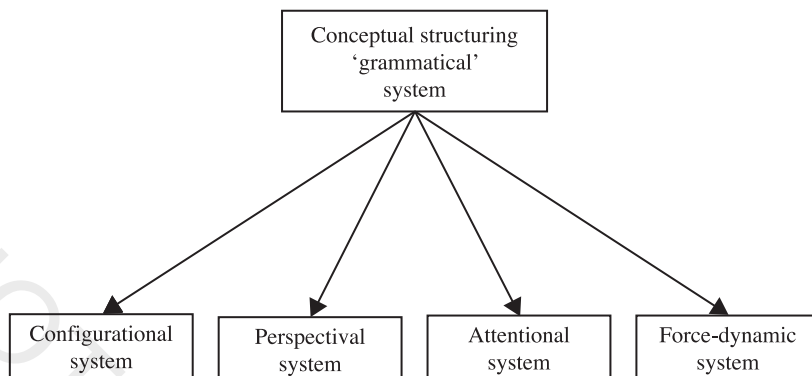 Conceptual structuring
‘grammatical’
system
Configurational
system
Perspectival
system
Attentional
system
Force-dynamic
system